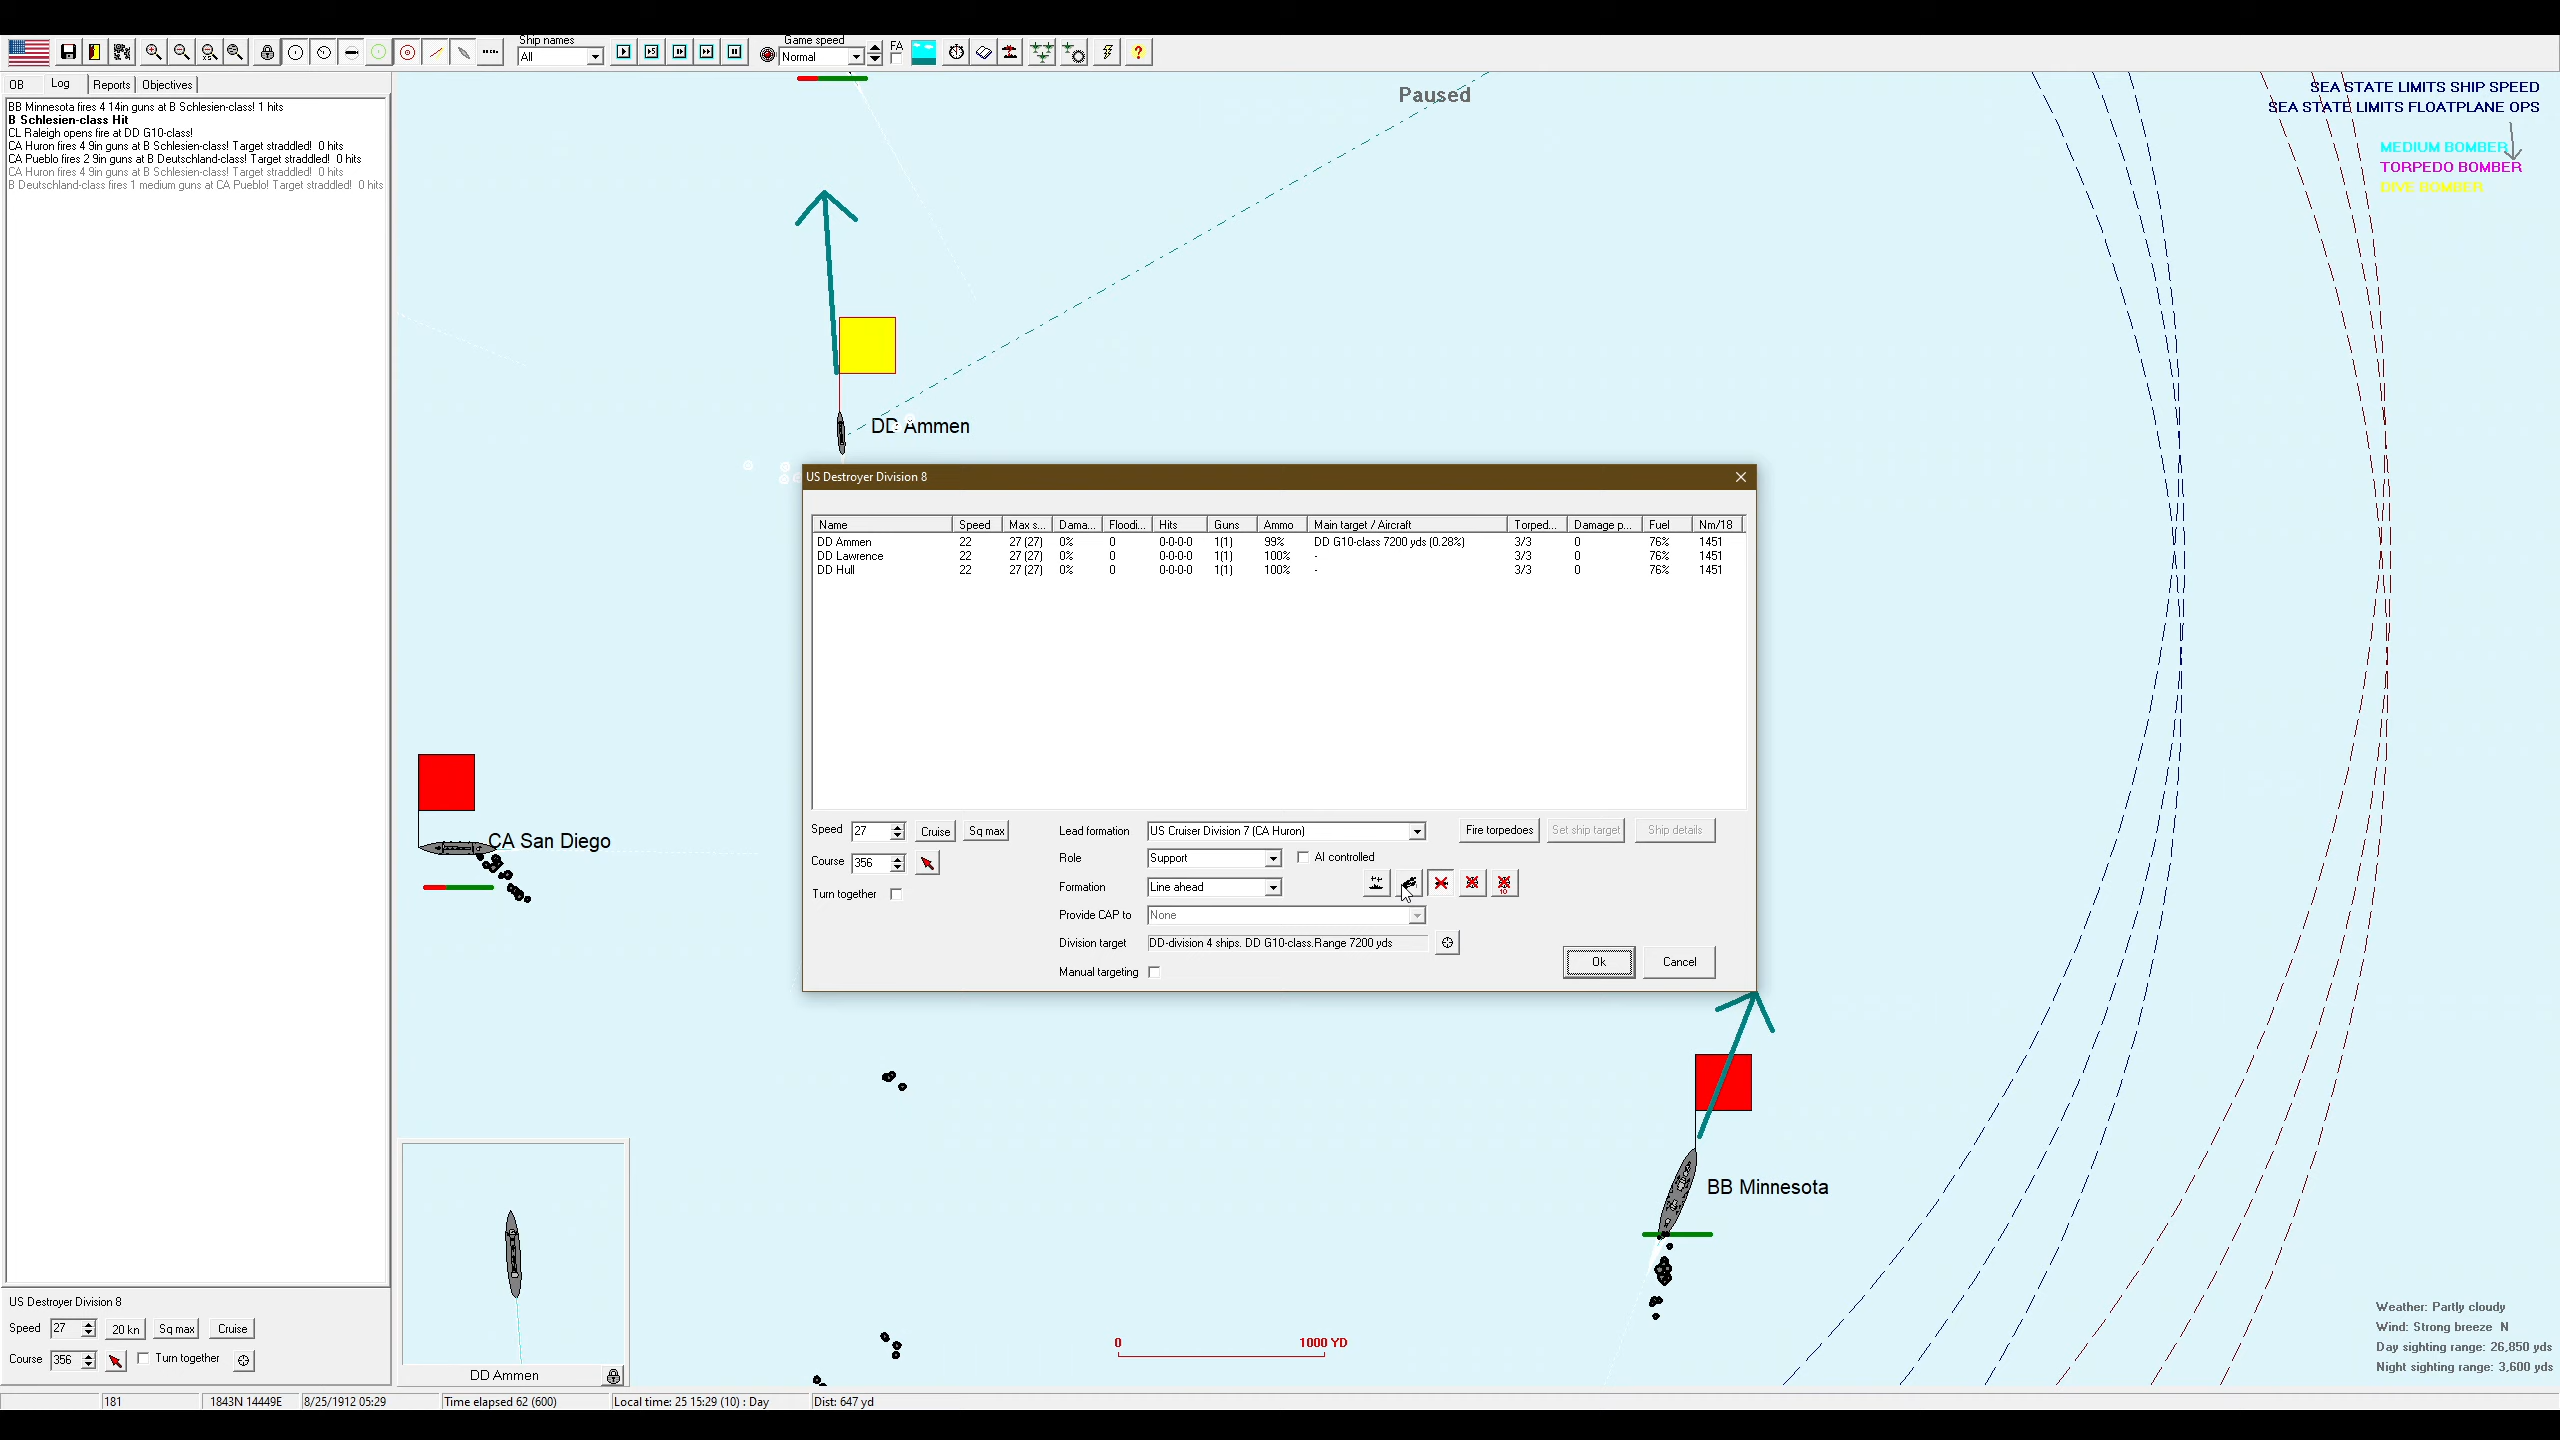 Ship names
All
Game speed
Normal
FA
OB Log Reports Objectives
BB Minnesota fires 4 14in guns at B Schlesien-class! 1 hits
B Schlesien-class Hit
CL Raleigh opens fire at DD G10-class!
CA Huron fires 4 9in guns at B Schlesien-class! Target straddled! 0 hits
CA Pueblo fires 2 9in guns at B Deutschland-class! Target straddled! 0 hits
CA Huron fires 4 9in guns at B Schlesien-class! Target straddled! 0 hits
B Deutschland-class fires 1 medium guns at CA Pueblo! Target straddled! 0 hits
Paused
SEA STATE LIMITS SHIP SPEED
SEA STATE LIMITS FLOATPLANE OPS
MEDIUM BOMBER
TORPEDO BOMBER
DIVE BOMBER
DD Ammen
US Destroyer Division 8
Name Speed Max s... Dama... Floodi... Hits Guns Ammo Main target / Aircraft Torped... Damage p... Fuel Nm/18
DD Ammen 22 27 (27) 0% 0 0-0-0-0 1(1) 99% DD G10-class 7200 yds (0.28%) 3/3 0 76% 1451
DD Lawrence 22 27 (27) 0% 0 0-0-0-0 1(1) 100% - 3/3 0 76% 1451
DD Hull 22 27 (27) 0% 0 0-0-0-0 1(1) 100% - 3/3 0 76% 1451
Speed 27 Cruise Sq max
Course 356
Turn together
Lead formation US Cruiser Division 7 (CA Huron)
Role Support AI controlled
Formation Line ahead
10
Provide CAP to None
Division target DD-division 4 ships. DD G10-class.Range 7200 yds
Manual targeting
Fire torpedoes Set ship target Ship details
Ok Cancel
CA San Diego
BB Minnesota
0 1000 YD
Weather: Partly cloudy
Wind: Strong breeze N
Day sighting range: 26,850 yds
Night sighting range: 3,600 yds
US Destroyer Division 8
Speed 27 20 kn Sq max Cruise
Course 356 Turn together
DD Ammen
181 1843N 14449E 8/25/1912 05:29 Time elapsed 62 (600) Local time: 25 15:29 (10) : Day Dist: 647 yd